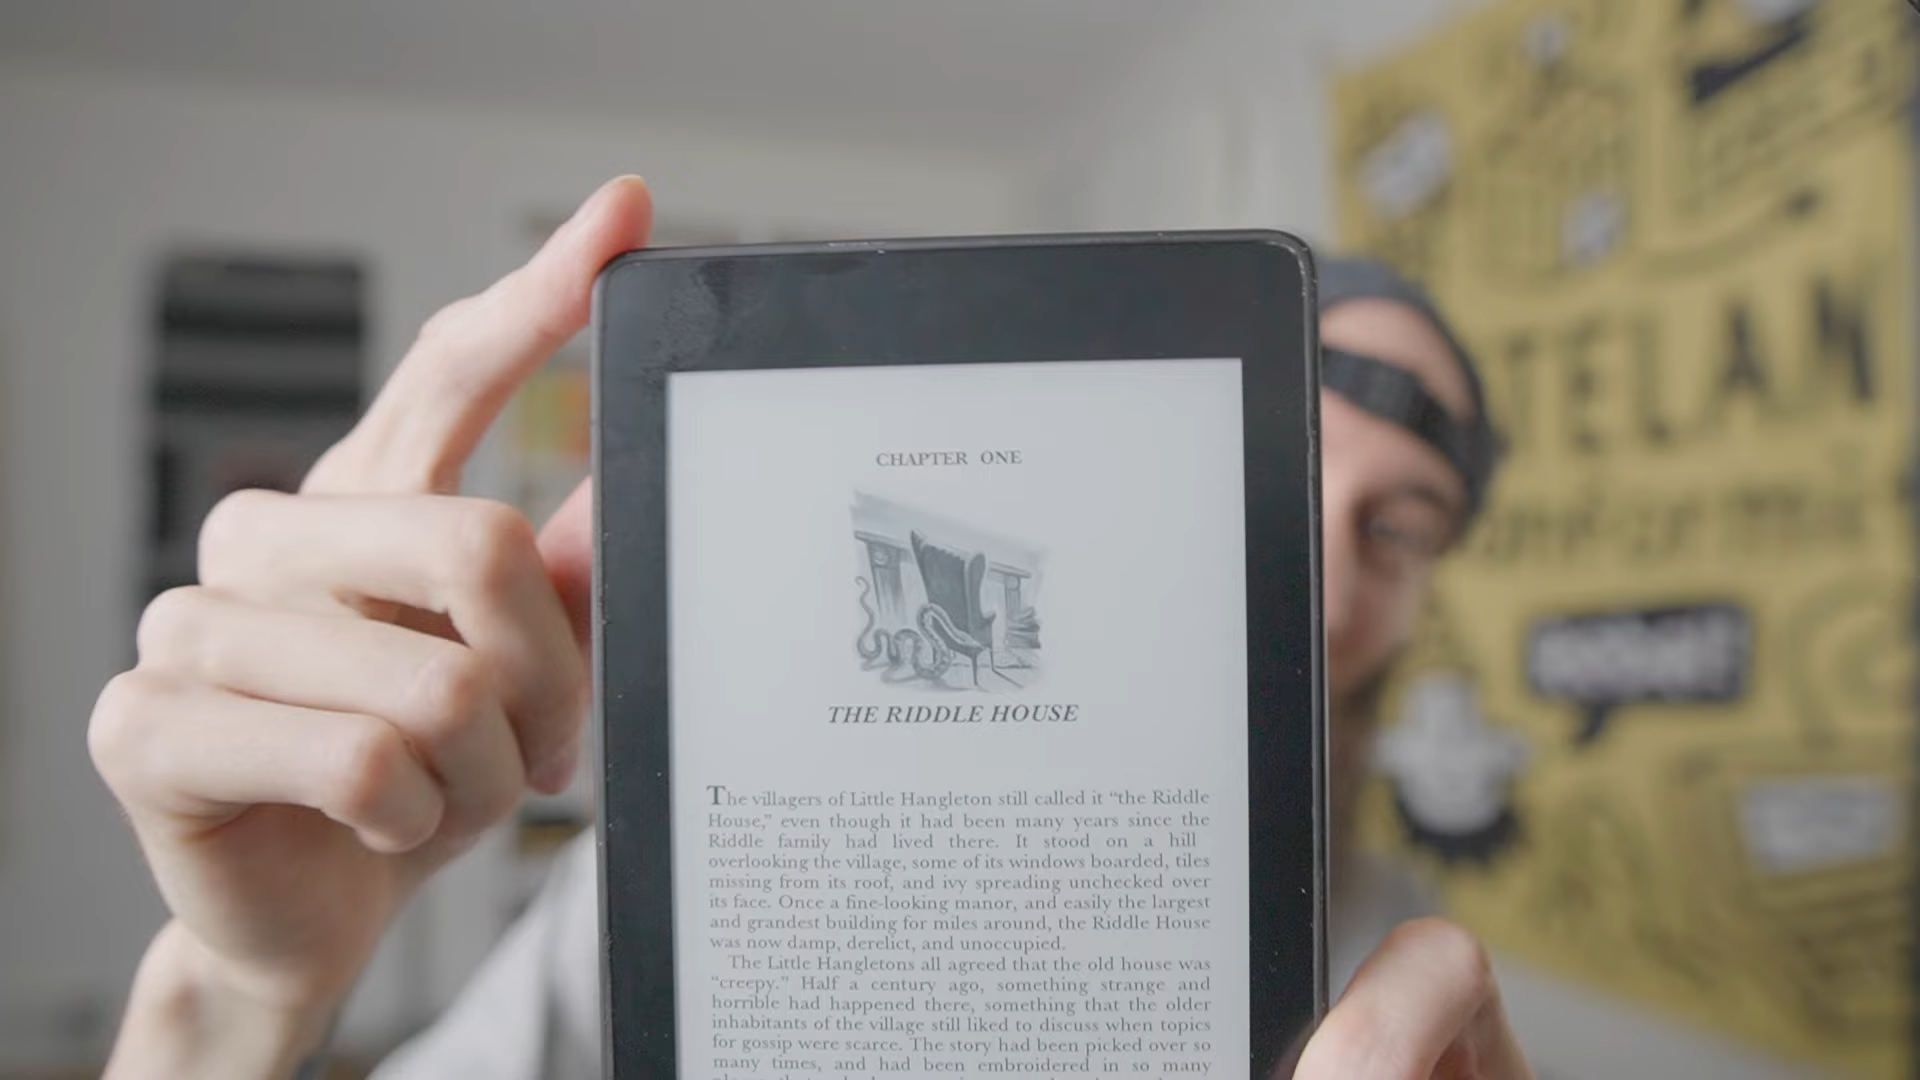 CHAPTER ONE
THE RIDDLE HOUSE
The villagers of Little Hangleton still called it “the Riddle
House,” even though it had been many years since the
Riddle family had lived there. It stood on a hill
overlooking the village, some of its windows boarded, tiles
missing from its roof, and ivy spreading unchecked over
its face. Once a fine-looking manor, and easily the largest
and grandest building for miles around, the Riddle House
was now damp, derelict, and unoccupied.
The Little Hangletons all agreed that the old house was
“creepy.” Half a century ago, something strange and
horrible had happened there, something that the older
inhabitants of the village still liked to discuss when topics
for gossip were scarce. The story had been picked over so
many times, and had been embroidered in so many
TELAN